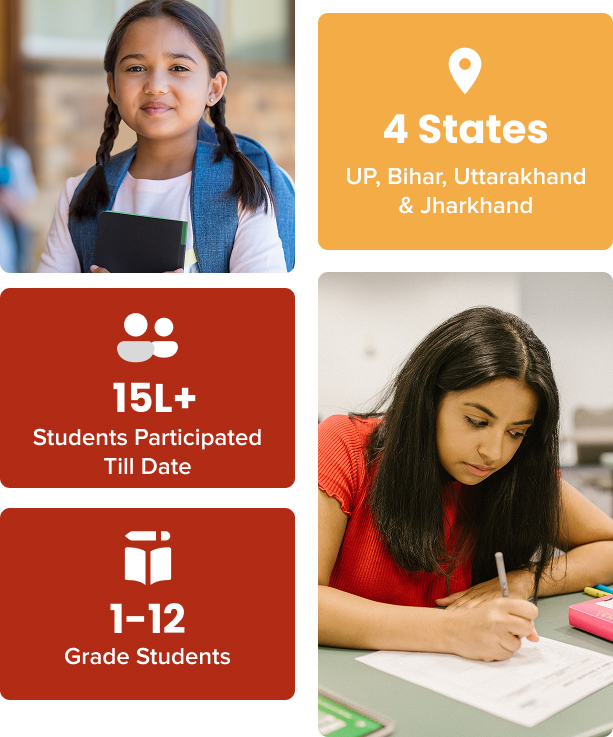 4 States
UP, Bihar, Uttarakhand
& Jharkhand
15L+
Students Participated
Till Date
1-12
Grade Students